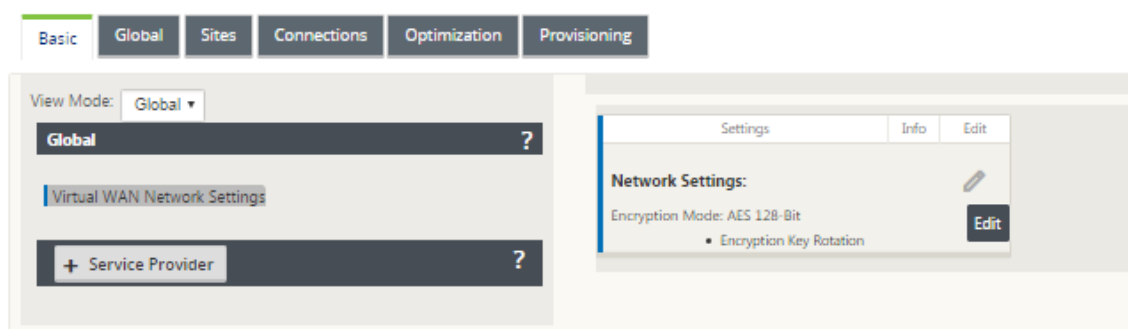 Basic Global Sites Connections Optimization Provisioning
View Mode: Global ▾
Global ?
Virtual WAN Network Settings
+ Service Provider ?
Settings Info Edit
Network Settings:
Encryption Mode: AES 128-Bit
Edit
• Encryption Key Rotation